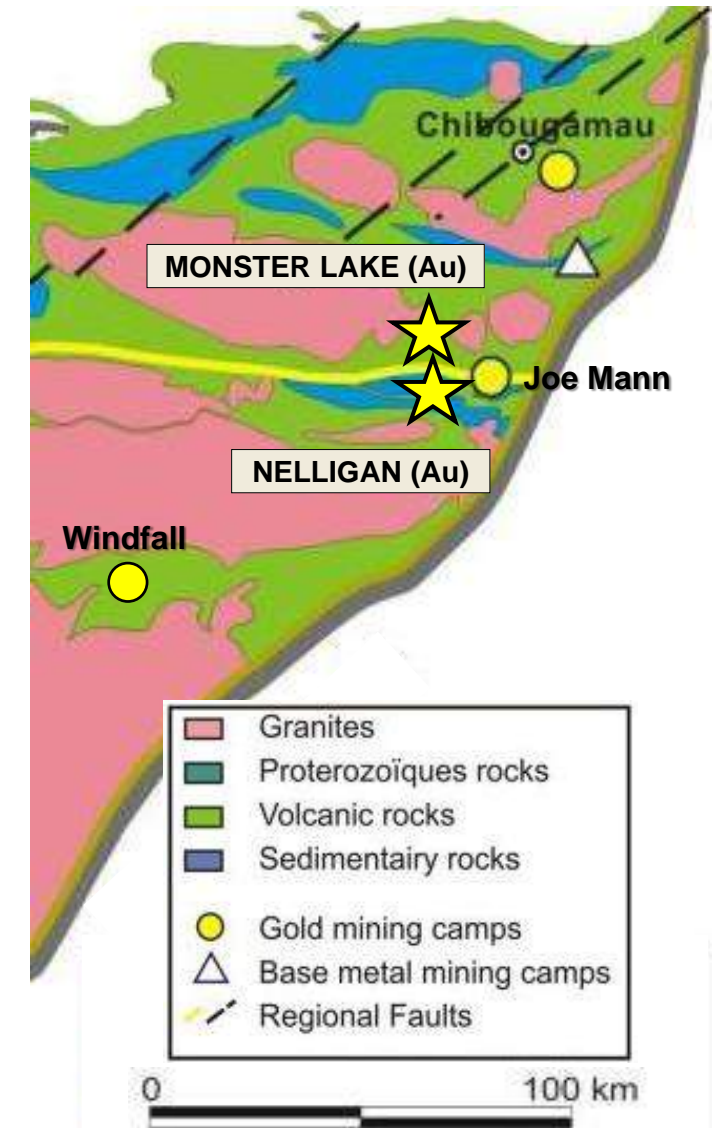 Chibougamau
MONSTER LAKE (Au)
Joe Mann
NELLIGAN (Au)
Windfall
Granites
Proterozoïques rocks
Volcanic rocks
Sedimentairy rocks
Gold mining camps
Base metal mining camps
Regional Faults
0 100 km